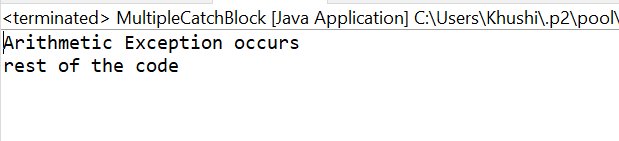 <terminated> MultipleCatchBlock [Java Application] C:\Users\Khushi\.p2\pool\
Arithmetic Exception occurs
rest of the code